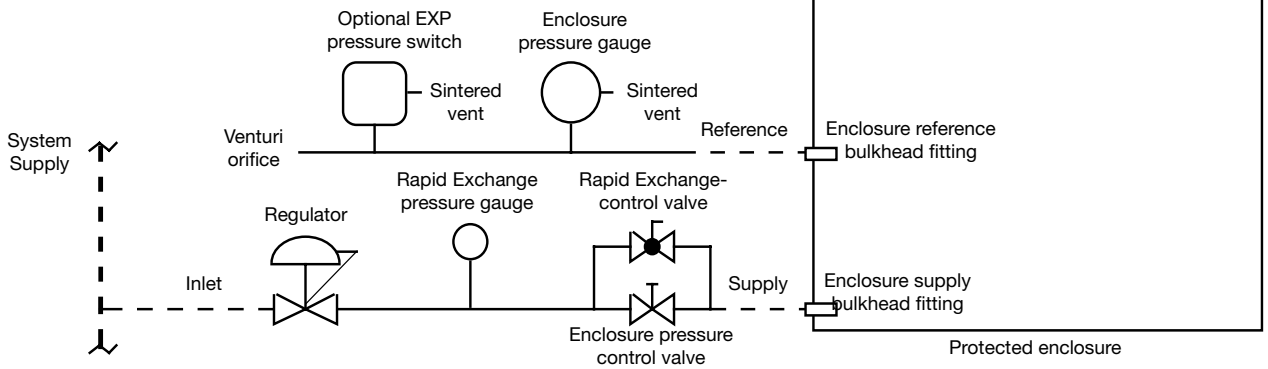 Optional EXP
pressure switch
Enclosure
pressure gauge
Sintered
vent
Sintered
vent
System
Supply
Venturi
orifice
Reference
Enclosure reference
bulkhead fitting
Rapid Exchange
pressure gauge
Rapid Exchange-
control valve
Regulator
Inlet
Supply
Enclosure supply
bulkhead fitting
Enclosure pressure
control valve
Protected enclosure